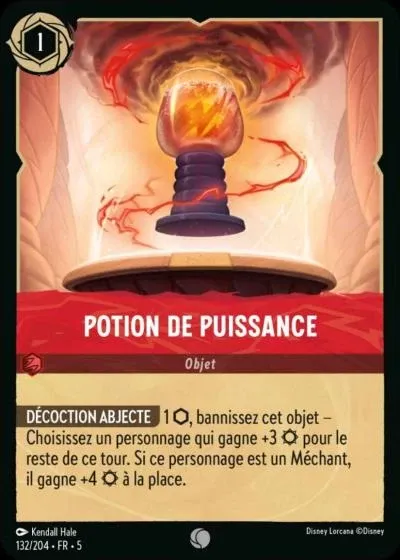 1
POTION DE PUISSANCE
Objet
DÉCOCTION ABJECTE 1 ⬡, bannissez cet objet –
Choisissez un personnage qui gagne +3 ¤ pour le
reste de ce tour. Si ce personnage est un Méchant,
il gagne +4 ¤ à la place.
Kendall Hale
Disney Lorcana ©Disney
132/204 • FR • 5